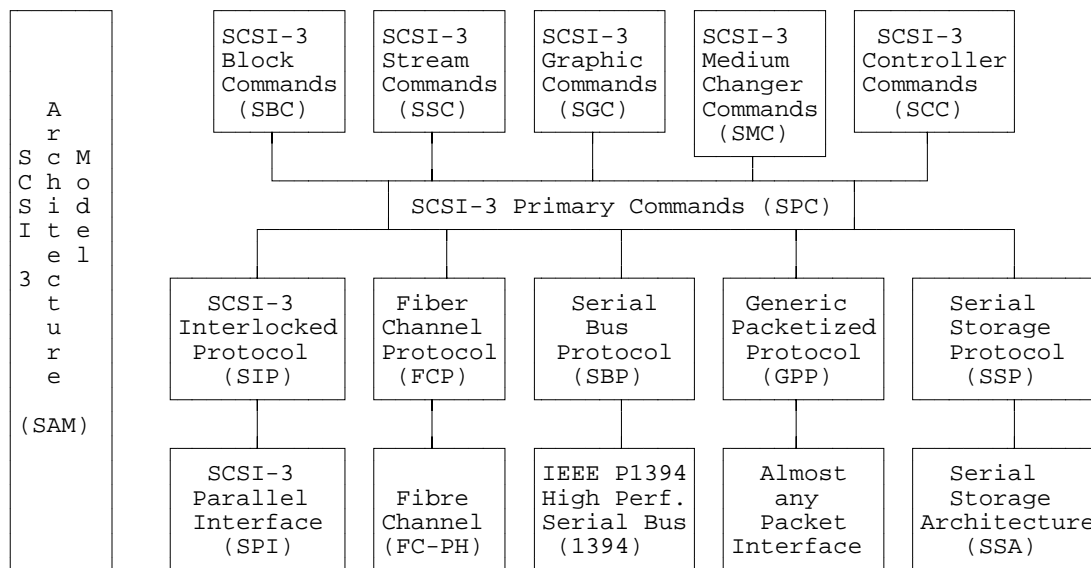 SCSI 3
Architecture
Model
(SAM)
SCSI-3
Block
Commands
(SBC)
SCSI-3
Stream
Commands
(SSC)
SCSI-3
Graphic
Commands
(SGC)
SCSI-3
Medium
Changer
Commands
(SMC)
SCSI-3
Controller
Commands
(SCC)
SCSI-3 Primary Commands (SPC)
SCSI-3
Interlocked
Protocol
(SIP)
Fiber
Channel
Protocol
(FCP)
Serial
Bus
Protocol
(SBP)
Generic
Packetized
Protocol
(GPP)
Serial
Storage
Protocol
(SSP)
SCSI-3
Parallel
Interface
(SPI)
Fibre
Channel
(FC-PH)
IEEE P1394
High Perf.
Serial Bus
(1394)
Almost
any
Packet
Interface
Serial
Storage
Architecture
(SSA)